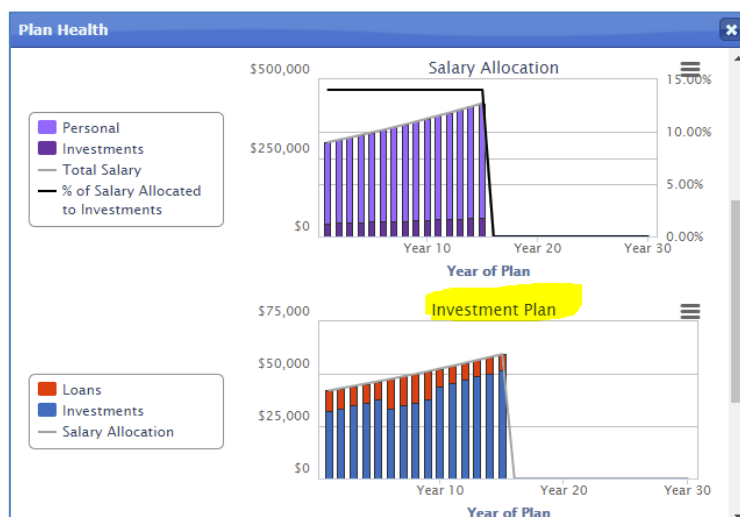 Plan Health
Salary Allocation
$500,000
$250,000
$0
15.00%
10.00%
5.00%
0.00%
Personal
Investments
Total Salary
% of Salary Allocated
to Investments
Year 10
Year 20
Year 30
Year of Plan
Investment Plan
$75,000
$50,000
$25,000
$0
Loans
Investments
Salary Allocation
Year 10
Year 20
Year 30
Year of Plan